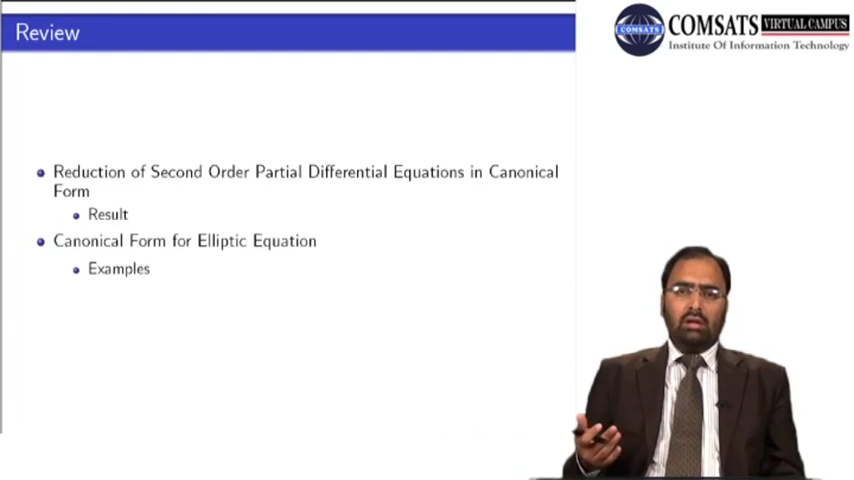 Review
COMSATS VIRTUAL CAMPUS
COMSATS
Institute Of Information Technology
Reduction of Second Order Partial Differential Equations in Canonical
Form
Result
Canonical Form for Elliptic Equation
Examples